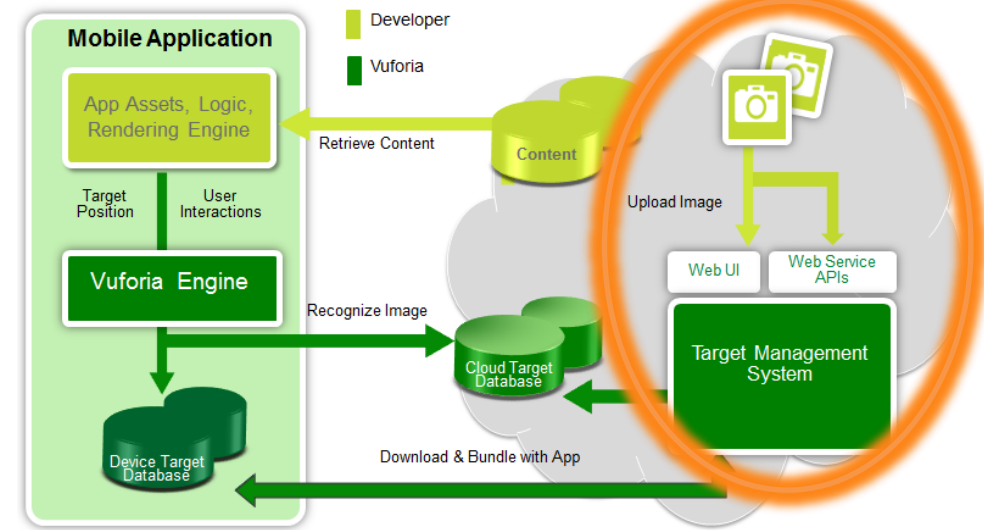 Mobile Application
Developer
Vuforia
App Assets, Logic,
Rendering Engine
Retrieve Content
Content
Target
Position
User
Interactions
Upload Image
Vuforia Engine
Web UI
Web Service
APIs
Recognize Image
Target Management
System
Cloud Target
Database
Device Target
Database
Download & Bundle with App